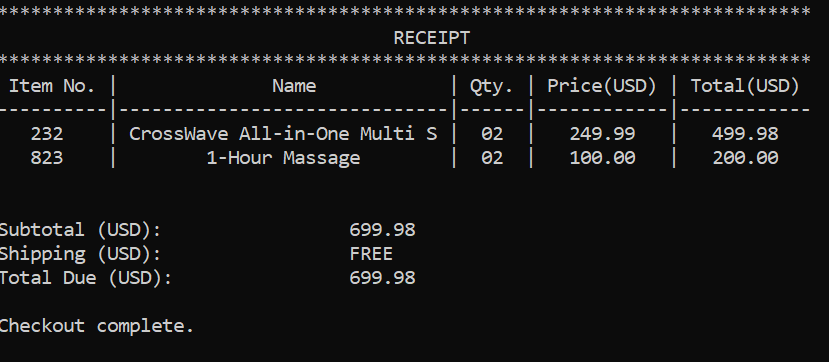 **************************************************************************
RECEIPT
**************************************************************************
Item No. | Name | Qty. | Price(USD) | Total(USD)
----------|------------------------------|------|------------|------------
232 | CrossWave All-in-One Multi S | 02 | 249.99 | 499.98
823 | 1-Hour Massage | 02 | 100.00 | 200.00
Subtotal (USD): 699.98
Shipping (USD): FREE
Total Due (USD): 699.98
Checkout complete.